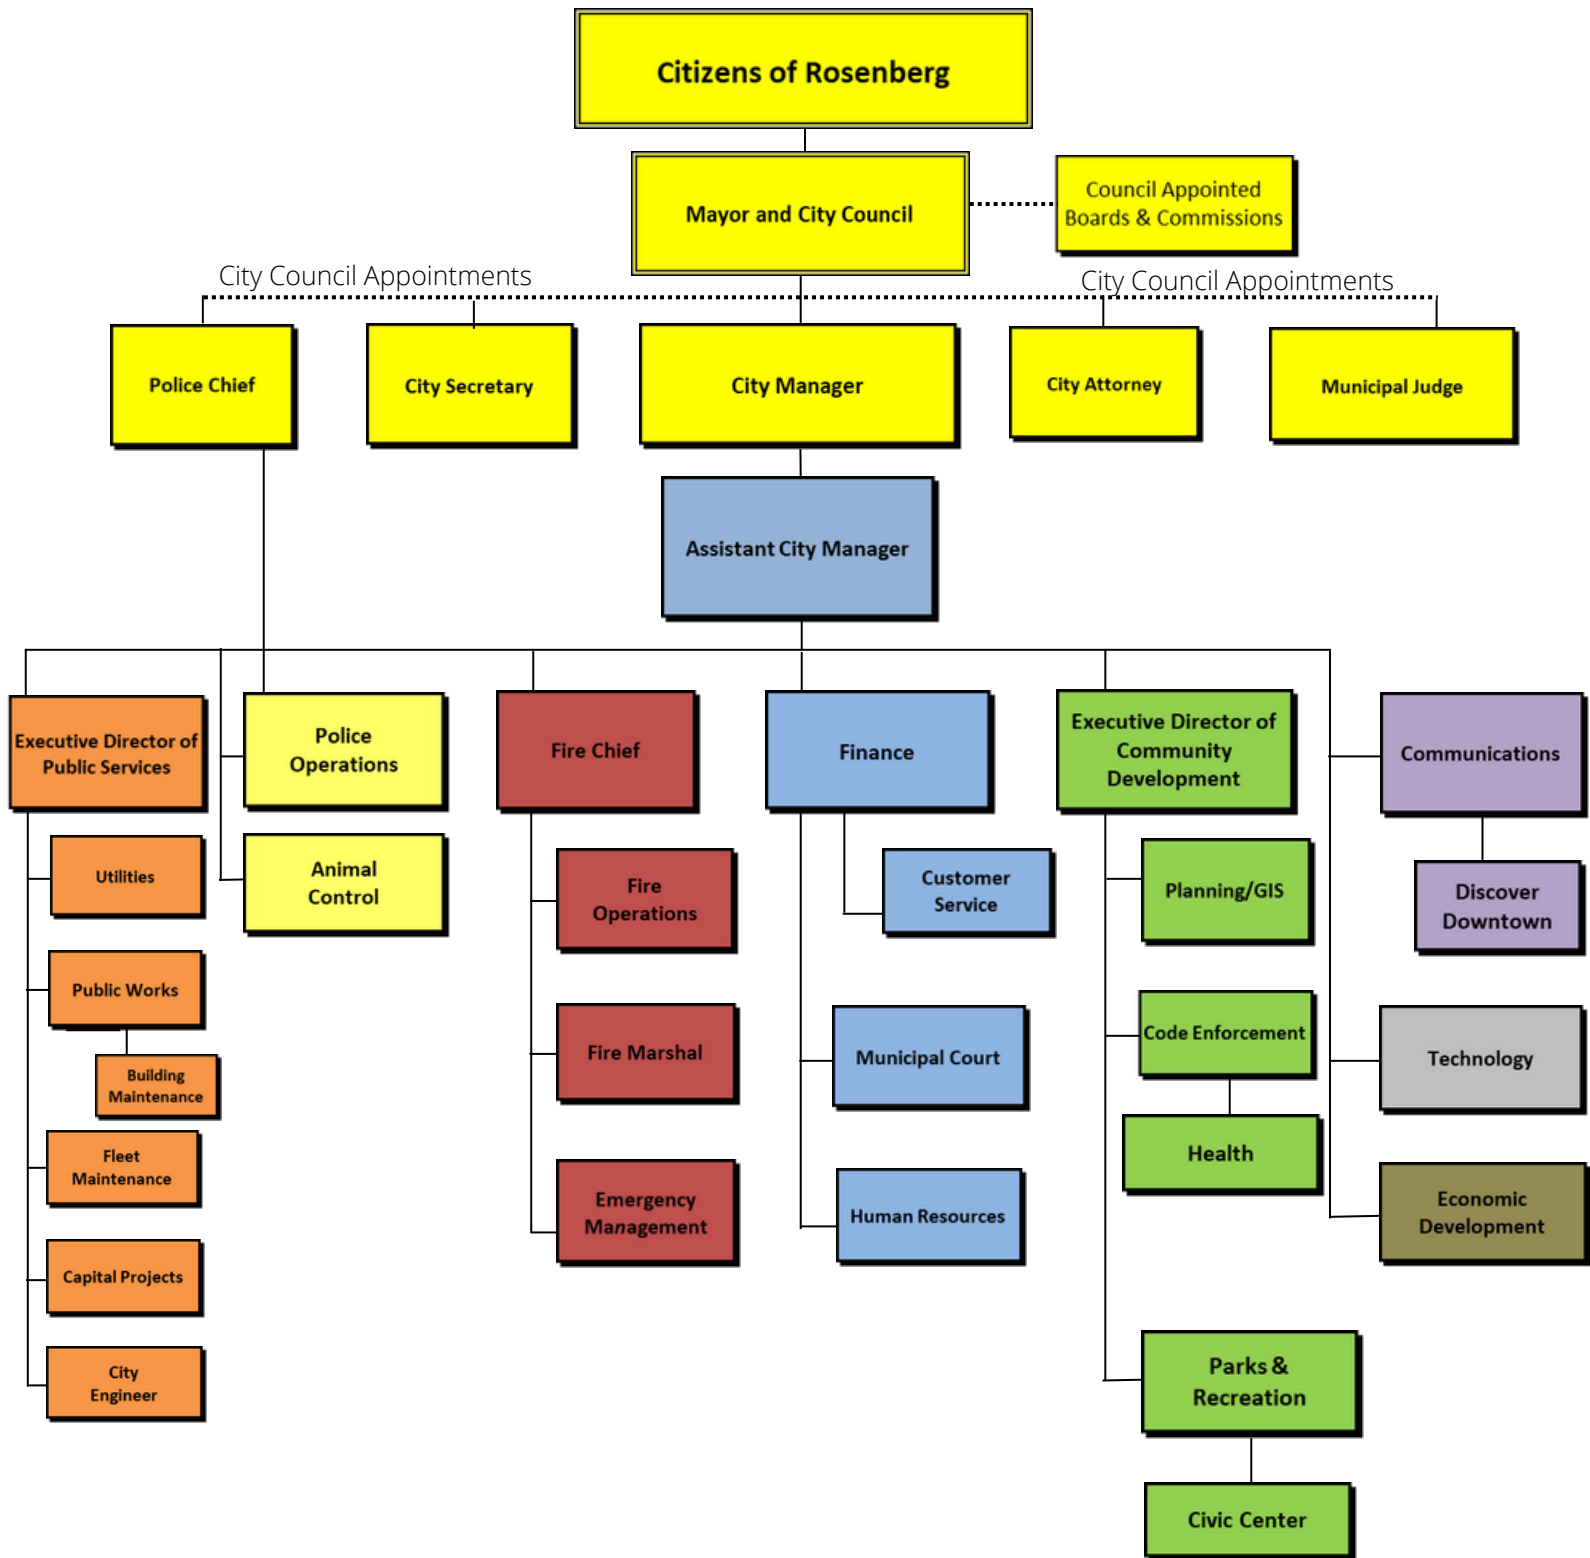 Citizens of Rosenberg
Mayor and City Council
Council Appointed
Boards & Commissions
City Council Appointments
City Council Appointments
Police Chief
City Secretary
City Manager
City Attorney
Municipal Judge
Assistant City Manager
Executive Director of
Public Services
Police
Operations
Fire Chief
Finance
Executive Director of
Community
Development
Communications
Utilities
Animal
Control
Fire
Operations
Customer
Service
Planning/GIS
Discover
Downtown
Public Works
Building
Maintenance
Fire Marshal
Municipal Court
Code Enforcement
Technology
Health
Fleet
Maintenance
Emergency
Management
Human Resources
Economic
Development
Capital Projects
City
Engineer
Parks &
Recreation
Civic Center